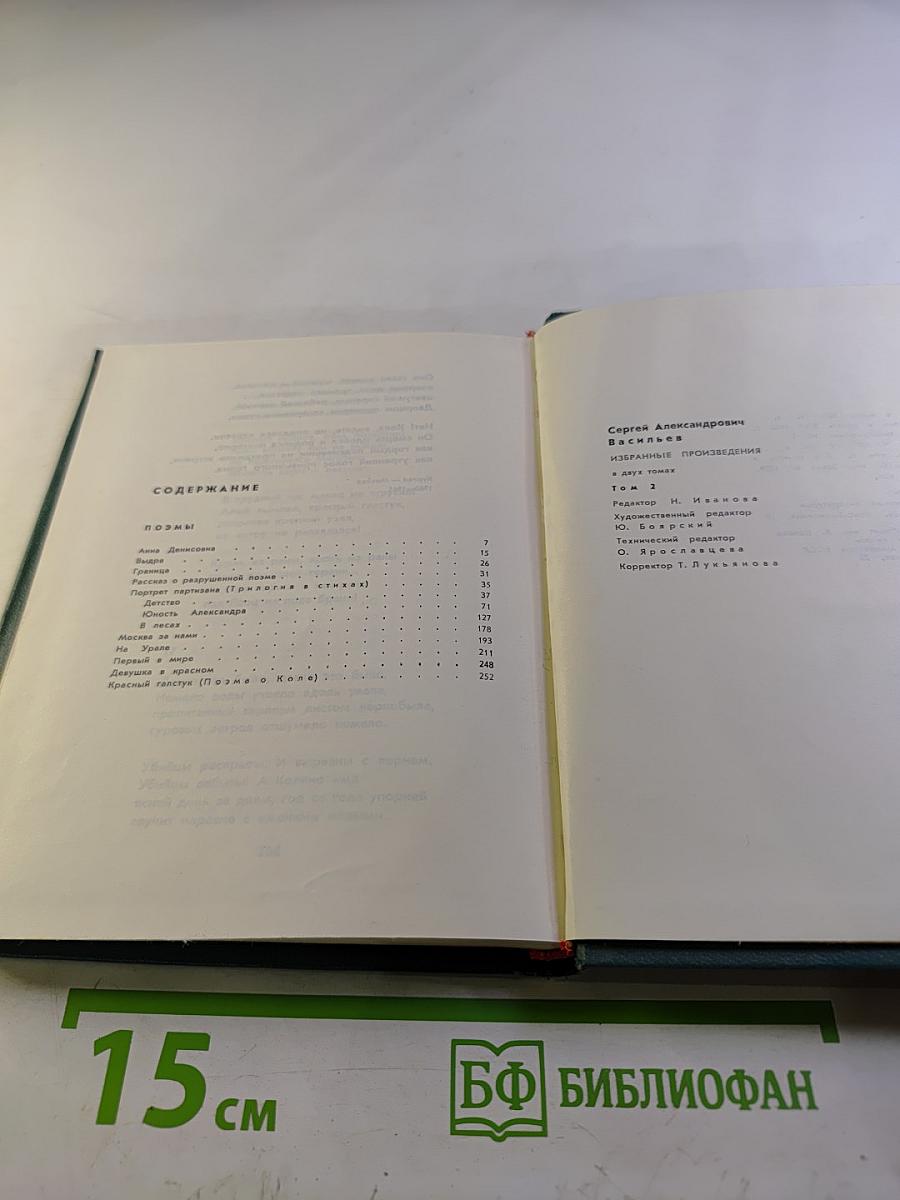 СОДЕРЖАНИЕ
ПОЭМЫ
Анна Денисовна . . . . . . . . . . . . . 7
Выдра . . . . . . . . . . . . . 15
Граница . . . . . . . . . . . . . 26
Рассказ о разрушенной поэме . . . . . . . . . 31
Портрет партизана (Трилогия в стихах) . . . . . 35
Детство . . . . . . . . . . . . . 37
Юность Александра . . . . . . . . . . . 71
В лесах . . . . . . . . . . . . . 127
Москва за нами . . . . . . . . . . . . . 178
На Урале . . . . . . . . . . . . . 193
Первый в мире . . . . . . . . . . . . . 211
Девушка в красном . . . . . . . . . . . . 248
Красный галстук (Поэма о Коле) . . . . . . . . 252
Сергей Александрович
Васильев
ИЗБРАННЫЕ ПРОИЗВЕДЕНИЯ
в двух томах
Том 2
Редактор Н. Иванова
Художественный редактор
Ю. Боярский
Технический редактор
О. Ярославцева
Корректор Т. Лукьянова
15 см
БФ БИБЛИОФАН